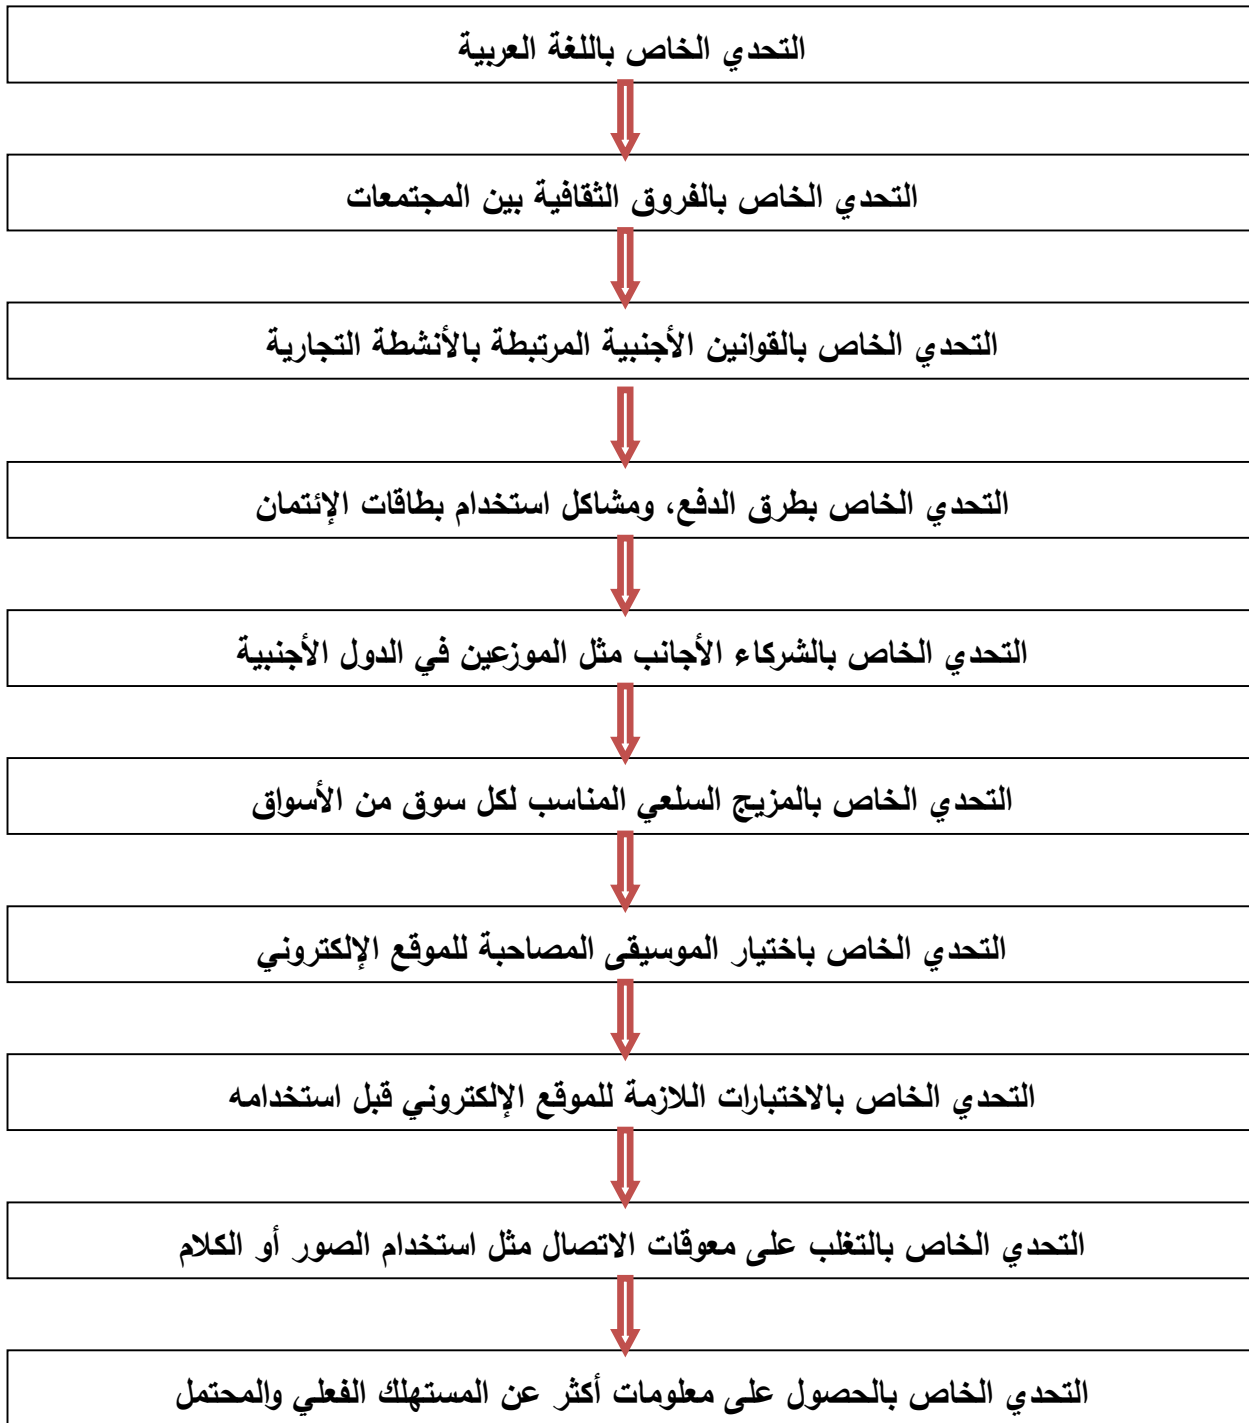 التحدي الخاص باللغة العربية
التحدي الخاص بالفروق الثقافية بين المجتمعات
التحدي الخاص بالقوانين الأجنبية المرتبطة بالأنشطة التجارية
التحدي الخاص بطرق الدفع، ومشاكل استخدام بطاقات الإئتمان
التحدي الخاص بالشركاء الأجانب مثل الموزعين في الدول الأجنبية
التحدي الخاص بالمزيج السلعي المناسب لكل سوق من الأسواق
التحدي الخاص باختيار الموسيقى المصاحبة للموقع الإلكتروني
التحدي الخاص بالاختبارات اللازمة للموقع الإلكتروني قبل استخدامه
التحدي الخاص بالتغلب على معوقات الاتصال مثل استخدام الصور أو الكلام
التحدي الخاص بالحصول على معلومات أكثر عن المستهلك الفعلي والمحتمل